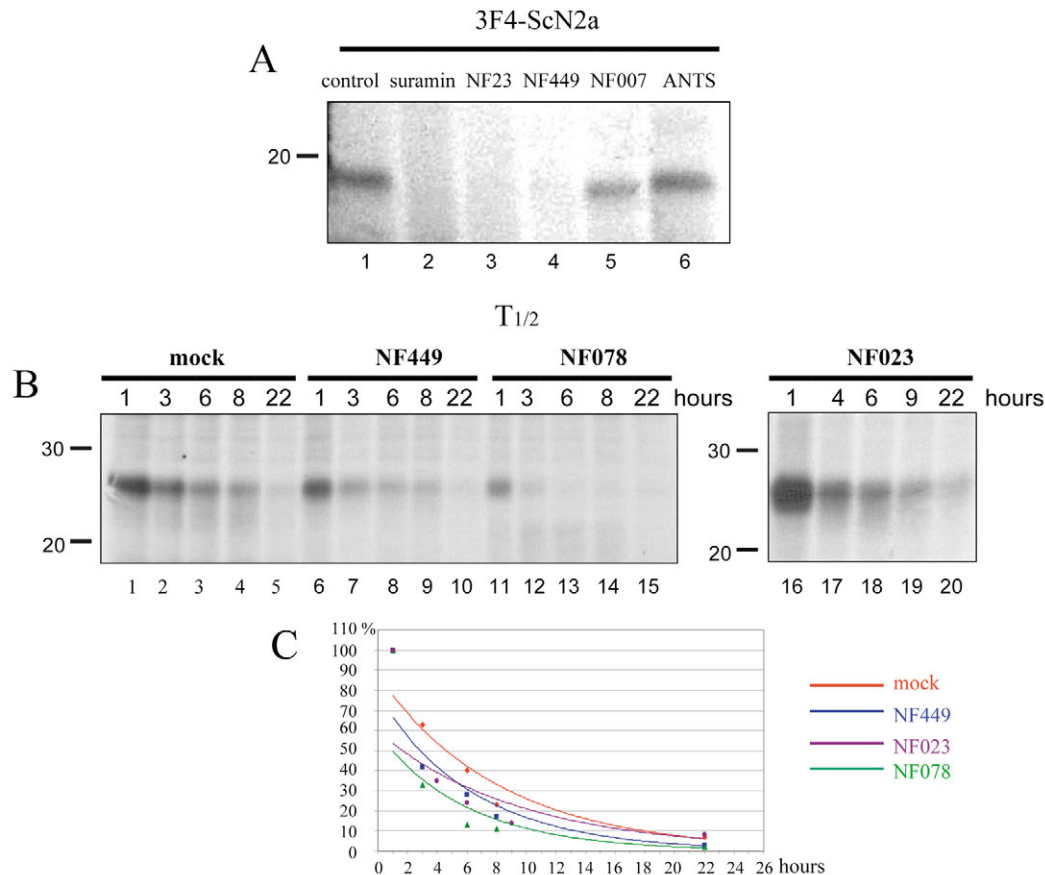 3F4-ScN2a
A
control suramin NF23 NF449 NF007 ANTS
20
1 2 3 4 5 6
T1/2
B
mock NF449 NF078 NF023
1 3 6 8 22 1 3 6 8 22 1 3 6 8 22 hours 1 4 6 9 22 hours
30 30
20 20
1 2 3 4 5 6 7 8 9 10 11 12 13 14 15 16 17 18 19 20
C
110 %
100
90
80
70
60
50
40
30
20
10
0
0 2 4 6 8 10 12 14 16 18 20 22 24 26 hours
mock
NF449
NF023
NF078